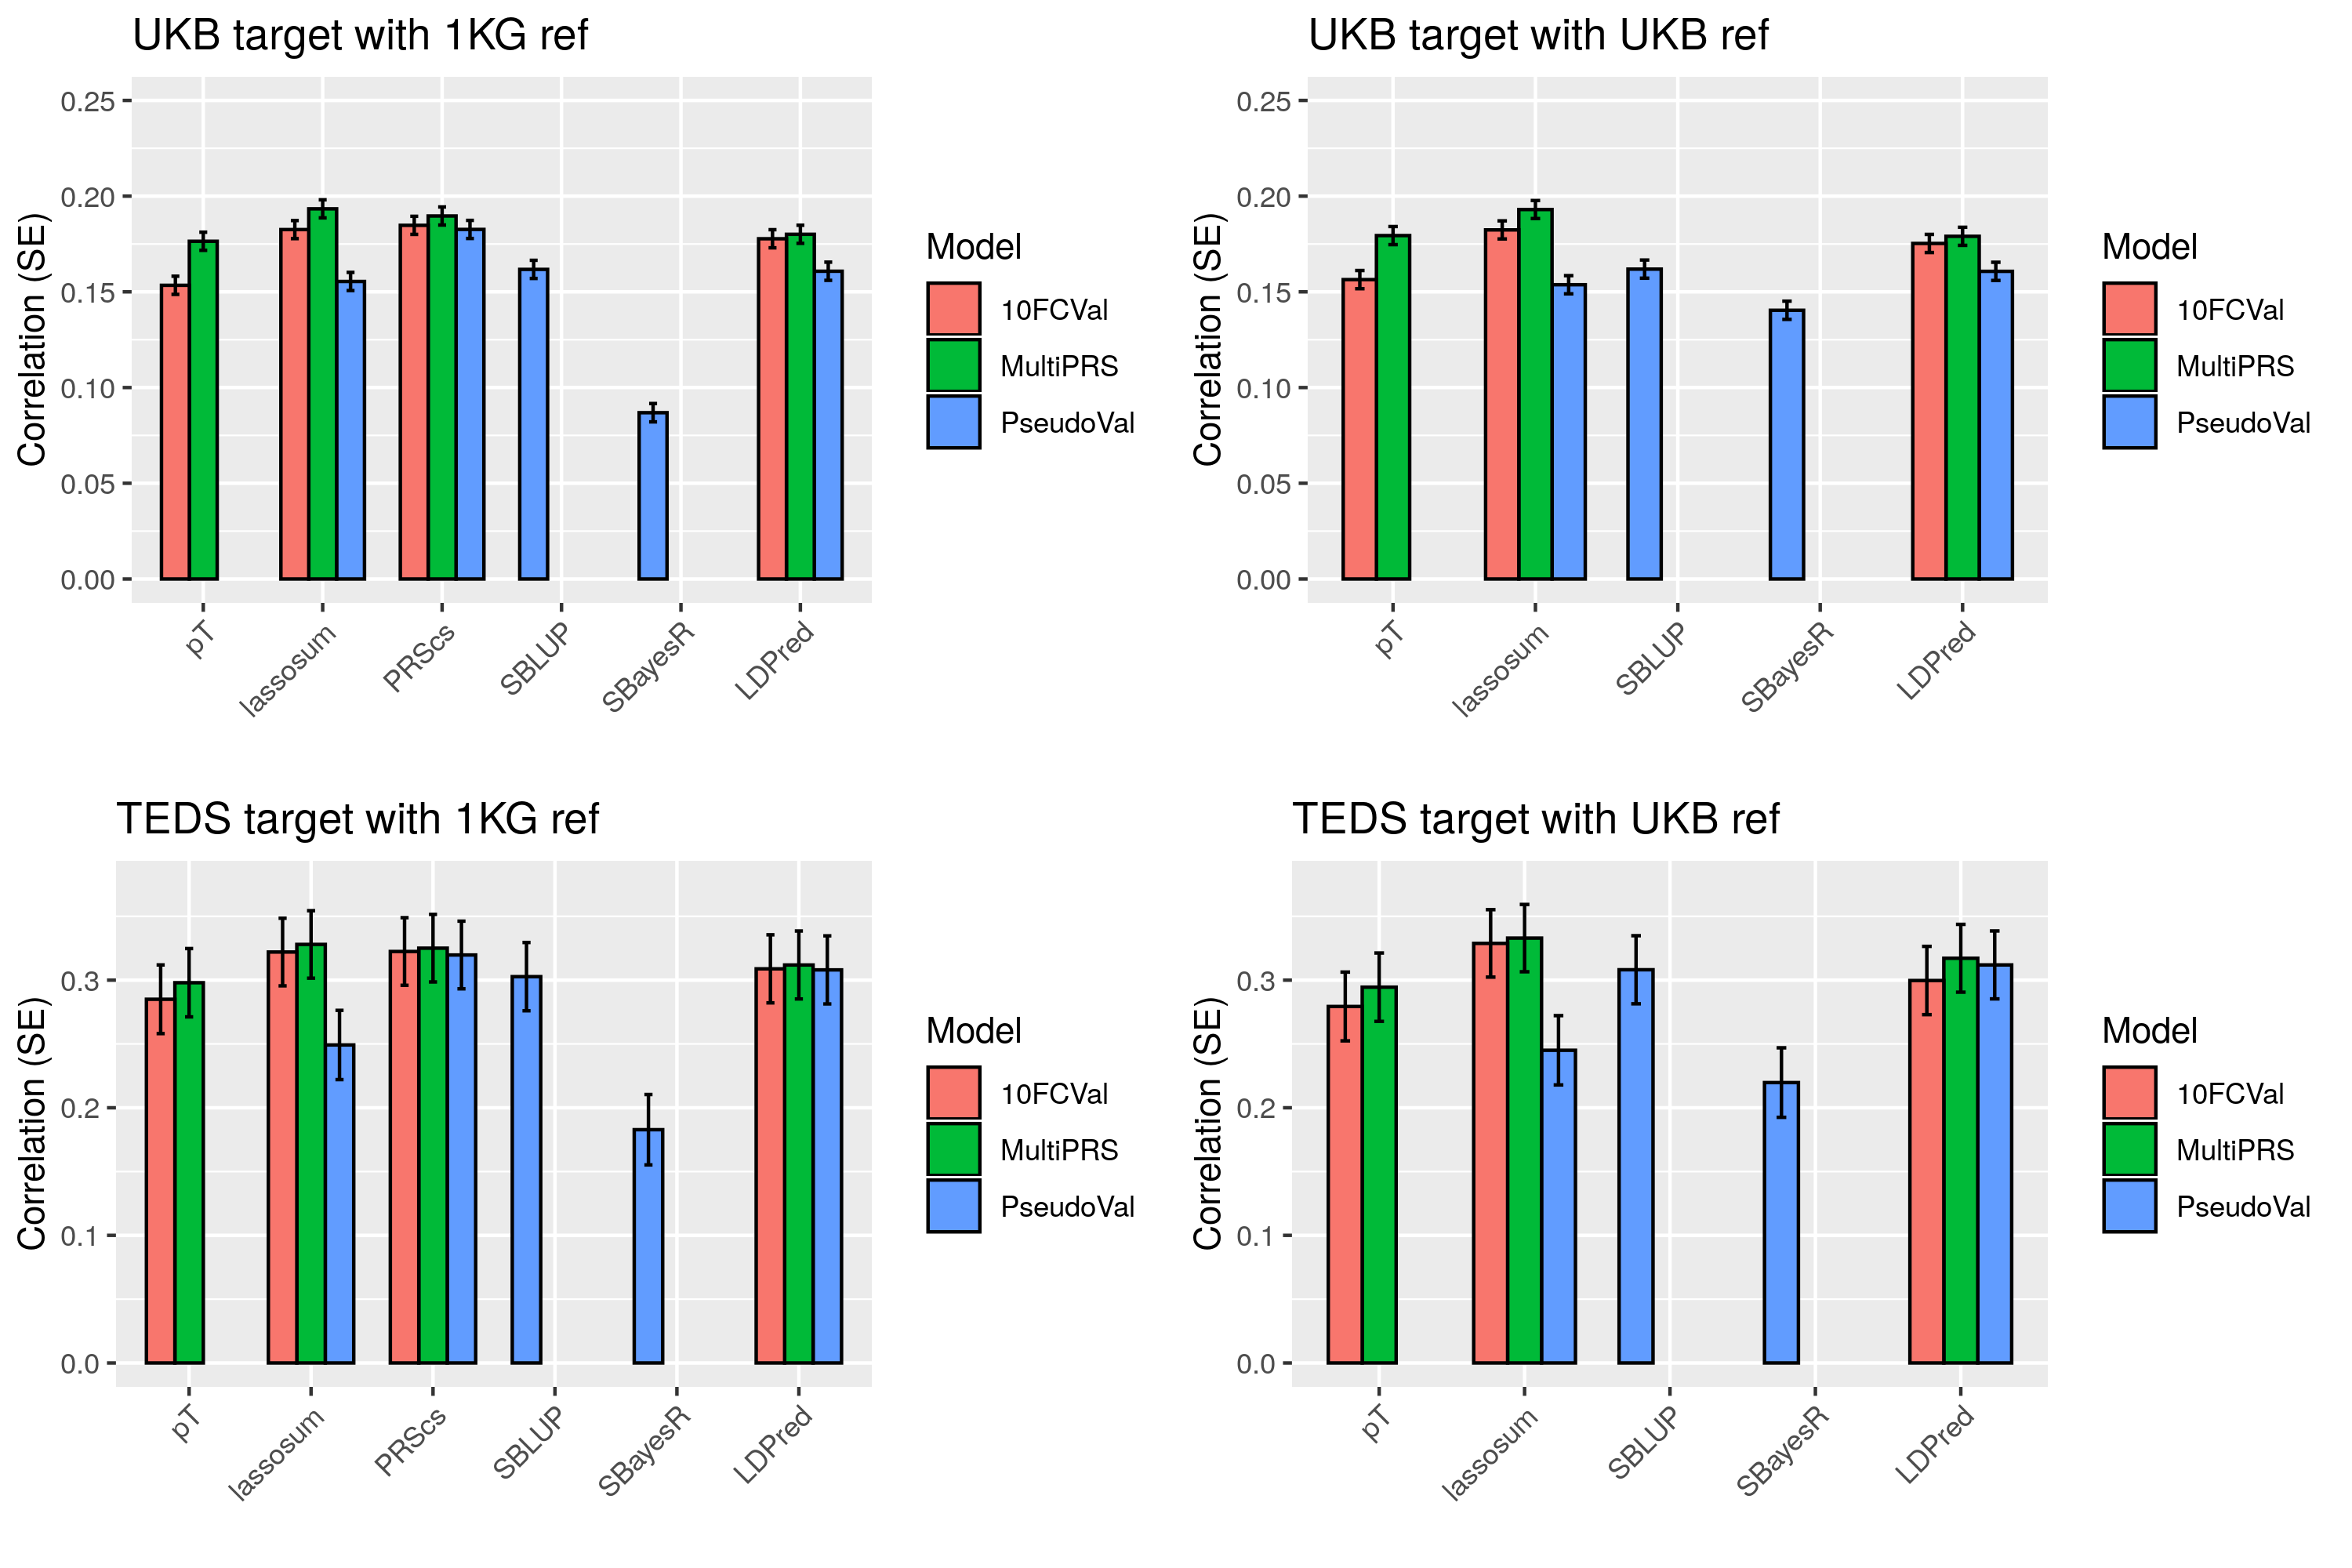 UKB target with 1KG ref
Correlation (SE)
0.25
0.20
0.15
0.10
0.05
0.00
pT
lassosum
PRScs
SBLUP
SBayesR
LDPred
Model
10FCVal
MultiPRS
PseudoVal
UKB target with UKB ref
Correlation (SE)
0.25
0.20
0.15
0.10
0.05
0.00
pT
lassosum
SBLUP
SBayesR
LDPred
Model
10FCVal
MultiPRS
PseudoVal
TEDS target with 1KG ref
Correlation (SE)
0.3
0.2
0.1
0.0
pT
lassosum
PRScs
SBLUP
SBayesR
LDPred
Model
10FCVal
MultiPRS
PseudoVal
TEDS target with UKB ref
Correlation (SE)
0.3
0.2
0.1
0.0
pT
lassosum
SBLUP
SBayesR
LDPred
Model
10FCVal
MultiPRS
PseudoVal